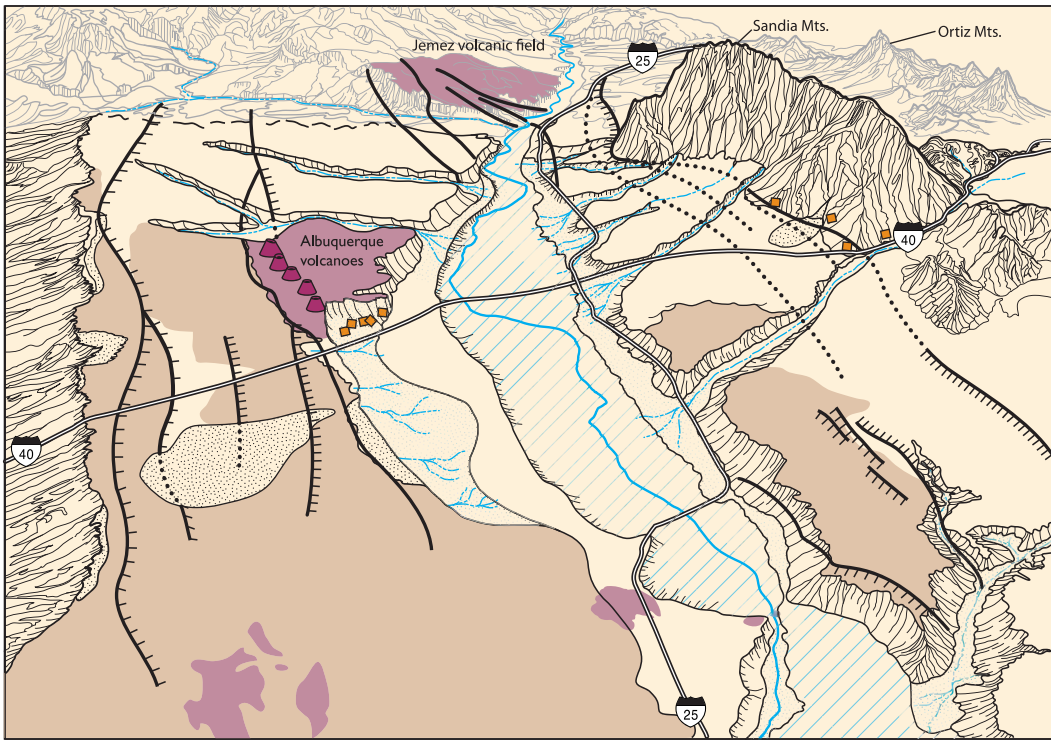 Sandia Mts.
Ortiz Mts.
Jemez volcanic field
25
40
Albuquerque
volcanoes
40
25